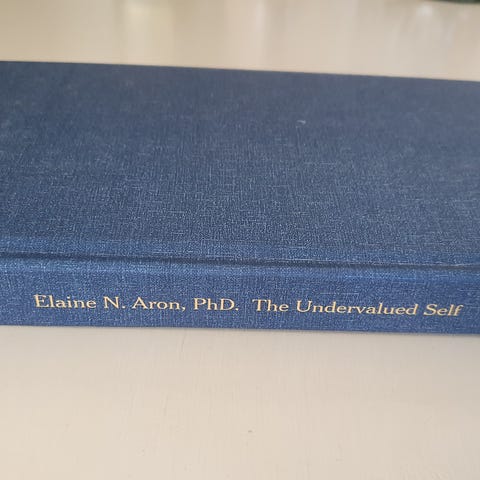 Elaine N. Aron, PhD. The Undervalued Self